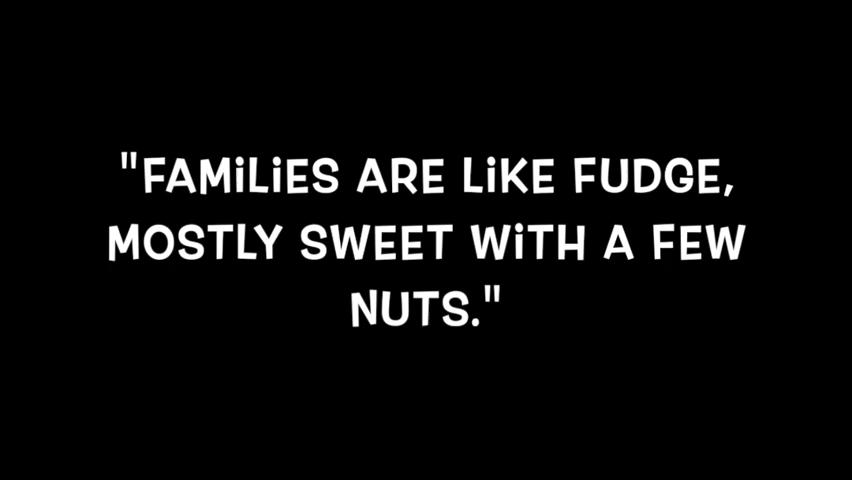 "FAMiLiES ARE LiKE FUDGE,
MOSTLY SWEET WiTH A FEW
NUTS."